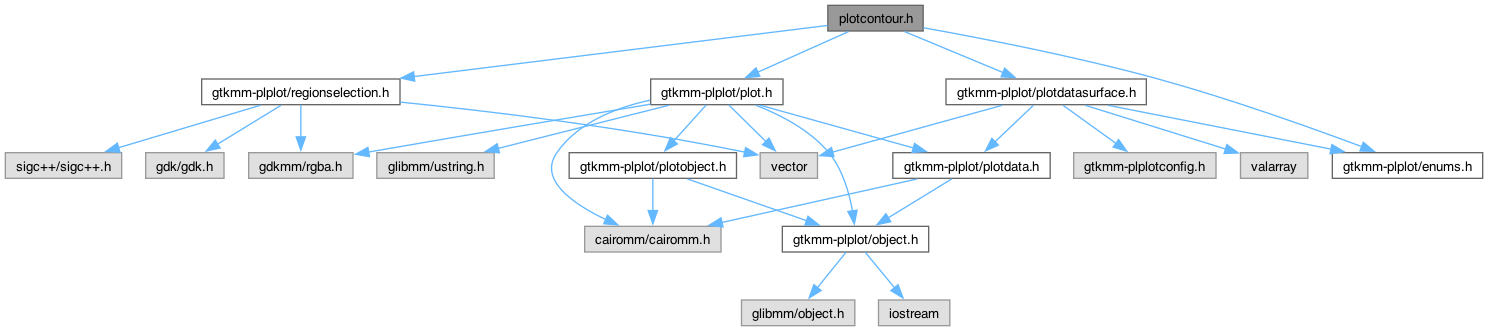 plotcontour.h
gtkmm-plplot/regionselection.h
gtkmm-plplot/plot.h
gtkmm-plplot/plotdatasurface.h
sigc++/sigc++.h
gdk/gdk.h
gdkmm/rgba.h
glibmm/ustring.h
gtkmm-plplot/plotobject.h
vector
gtkmm-plplot/plotdata.h
gtkmm-plplotconfig.h
valarray
gtkmm-plplot/enums.h
cairomm/cairomm.h
gtkmm-plplot/object.h
glibmm/object.h
iostream